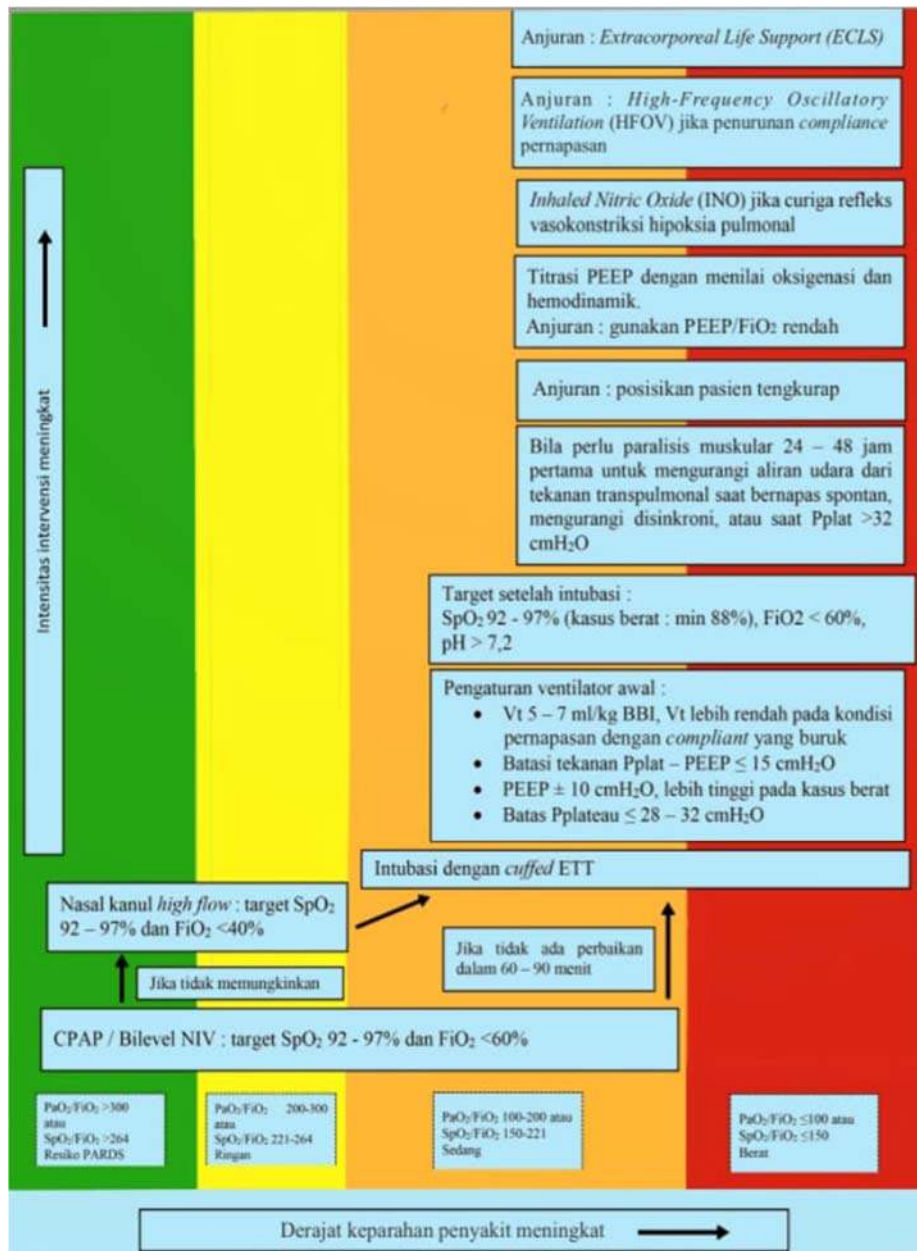 Anjuran : Extracorporeal Life Support (ECLS)
Anjuran : High-Frequency Oscillatory
Ventilation (HFOV) jika penurunan compliance
pernapasan
Inhaled Nitric Oxide (INO) jika curiga refleks
vasokonstriksi hipoksia pulmonal
Titrasi PEEP dengan menilai oksigenasi dan
hemodinamik.
Anjuran : gunakan PEEP/FiO₂ rendah
Anjuran : posisikan pasien tengkurap
Bila perlu paralisis muskular 24 – 48 jam
pertama untuk mengurangi aliran udara dari
tekanan transpulmonal saat bernapas spontan,
mengurangi disinkroni, atau saat Pplat >32
cmH₂O
Intensitas intervensi meningkat
Target setelah intubasi :
SpO₂ 92 - 97% (kasus berat : min 88%), FiO2 < 60%,
pH > 7,2
Pengaturan ventilator awal :
• Vt 5 – 7 ml/kg BBI, Vt lebih rendah pada kondisi
pernapasan dengan compliant yang buruk
• Batasi tekanan Pplat – PEEP ≤ 15 cmH₂O
• PEEP ± 10 cmH₂O, lebih tinggi pada kasus berat
• Batas Pplateau ≤ 28 – 32 cmH₂O
Intubasi dengan cuffed ETT
Nasal kanul high flow : target SpO₂
92 – 97% dan FiO₂ <40%
Jika tidak ada perbaikan
dalam 60 – 90 menit
Jika tidak memungkinkan
CPAP / Bilevel NIV : target SpO₂ 92 - 97% dan FiO₂ <60%
PaO₂/FiO₂ >300
atau
SpO₂/FiO₂ >264
Resiko PARDS
PaO₂/FiO₂ 200-300
atau
SpO₂/FiO₂ 221-264
Ringan
PaO₂/FiO₂ 100-200 atau
SpO₂/FiO₂ 150-221
Sedang
PaO₂/FiO₂ ≤100 atau
SpO₂/FiO₂ ≤150
Berat
Derajat keparahan penyakit meningkat